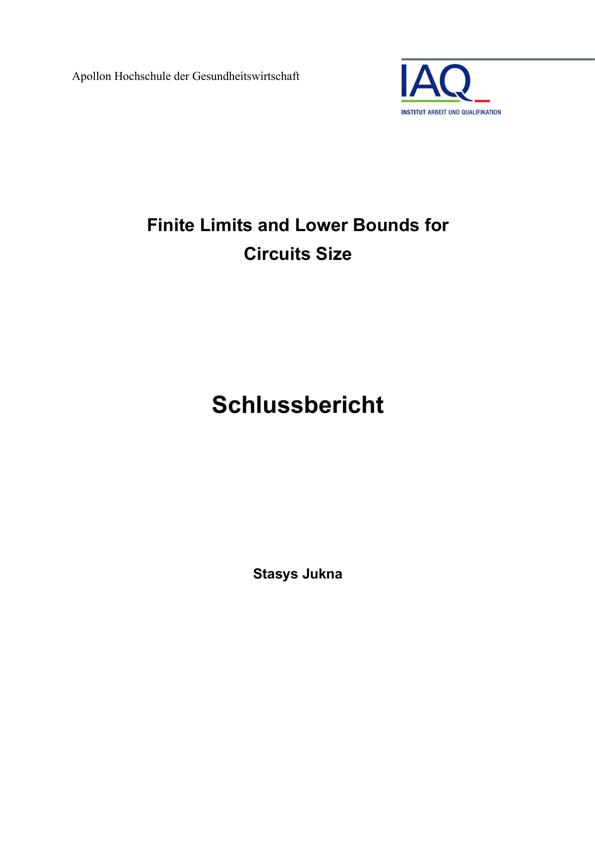 Apollon Hochschule der Gesundheitswirtschaft
IAQ
INSTITUT ARBEIT UND QUALIFIKATION
Finite Limits and Lower Bounds for
Circuits Size
Schlussbericht
Stasys Jukna